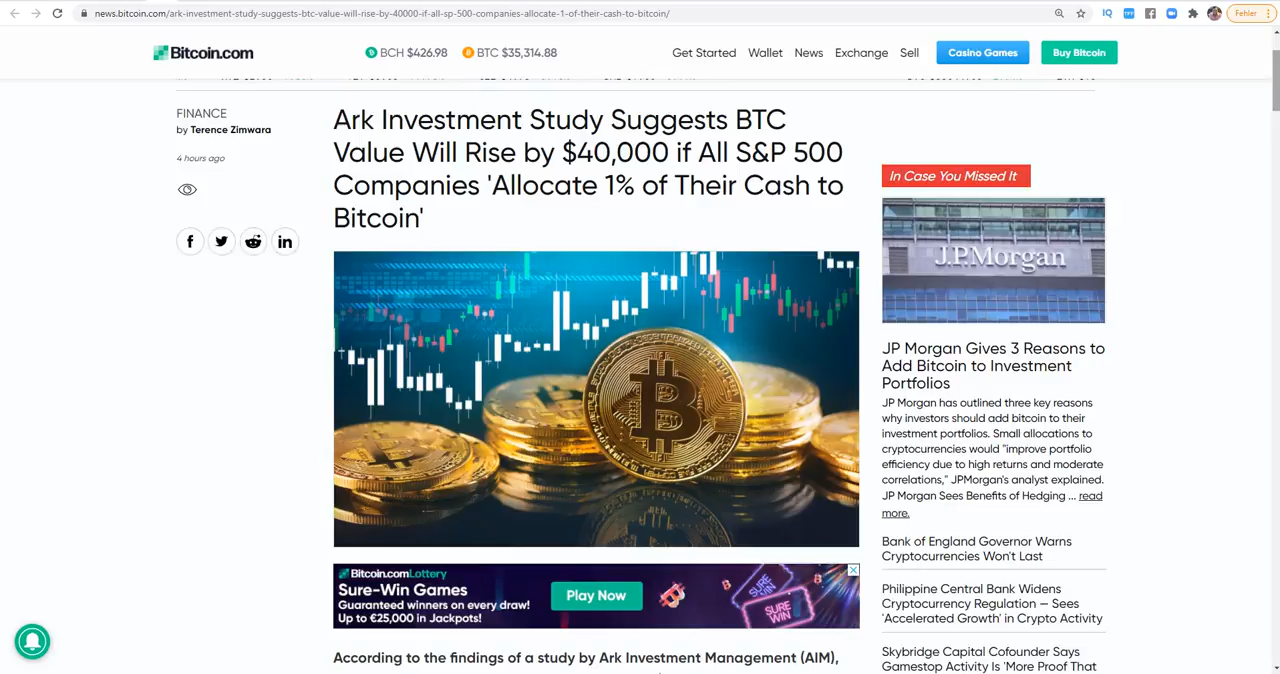 news.bitcoin.com/ark-investment-study-suggests-btc-value-will-rise-by-40000-if-all-sp-500-companies-allocate-1-of-their-cash-to-bitcoin/
Fehler
Bitcoin.com
BCH $426.98
BTC $35,314.88
Get Started
Wallet
News
Exchange
Sell
Casino Games
Buy Bitcoin
FINANCE
by Terence Zimwara
4 hours ago
Ark Investment Study Suggests BTC
Value Will Rise by $40,000 if All S&P 500
Companies 'Allocate 1% of Their Cash to
Bitcoin'
Bitcoin.com Lottery
Sure-Win Games
Guaranteed winners on every draw!
Up to €25,000 in Jackpots!
Play Now
SURE
WIN
SURE
WIN
According to the findings of a study by Ark Investment Management (AIM),
In Case You Missed It
J.P.Morgan
JP Morgan Gives 3 Reasons to
Add Bitcoin to Investment
Portfolios
JP Morgan has outlined three key reasons
why investors should add bitcoin to their
investment portfolios. Small allocations to
cryptocurrencies would "improve portfolio
efficiency due to high returns and moderate
correlations," JPMorgan's analyst explained.
JP Morgan Sees Benefits of Hedging ... read
more.
Bank of England Governor Warns
Cryptocurrencies Won't Last
Philippine Central Bank Widens
Cryptocurrency Regulation — Sees
'Accelerated Growth' in Crypto Activity
Skybridge Capital Cofounder Says
Gamestop Activity Is 'More Proof That